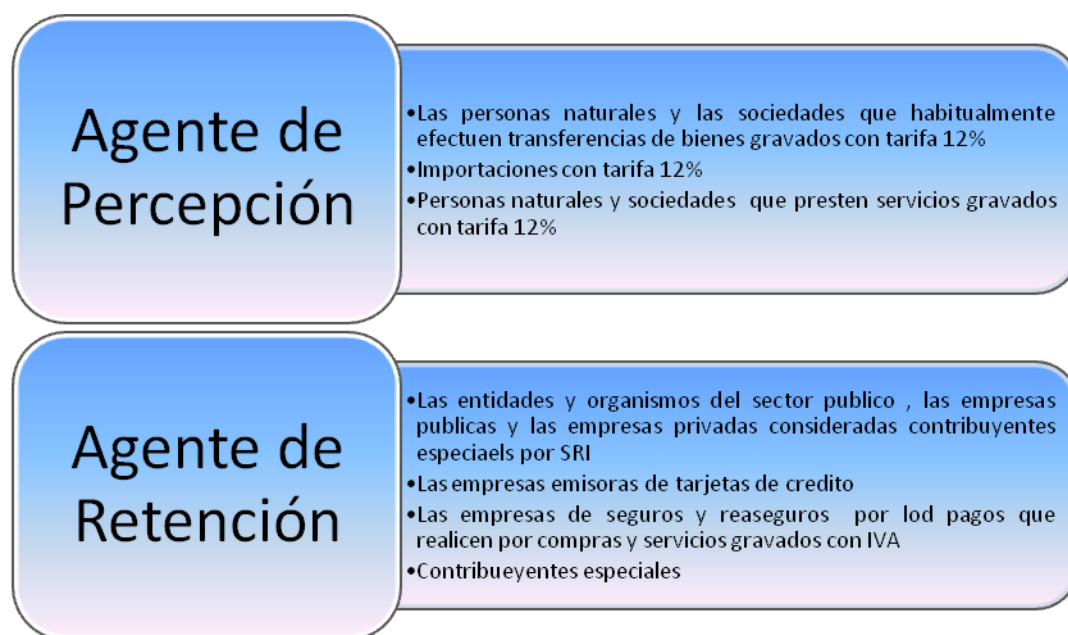 Agente de
Percepción
•Las personas naturales y las sociedades que habitualmente
efectuen transferencias de bienes gravados con tarifa 12%
•Importaciones con tarifa 12%
•Personas naturales y sociedades que presten servicios gravados
con tarifa 12%
Agente de
Retención
•Las entidades y organismos del sector publico , las empresas
publicas y las empresas privadas consideradas contribuyentes
especiaels por SRI
•Las empresas emisoras de tarjetas de credito
•Las empresas de seguros y reaseguros por lod pagos que
realicen por compras y servicios gravados con IVA
•Contribueyentes especiales